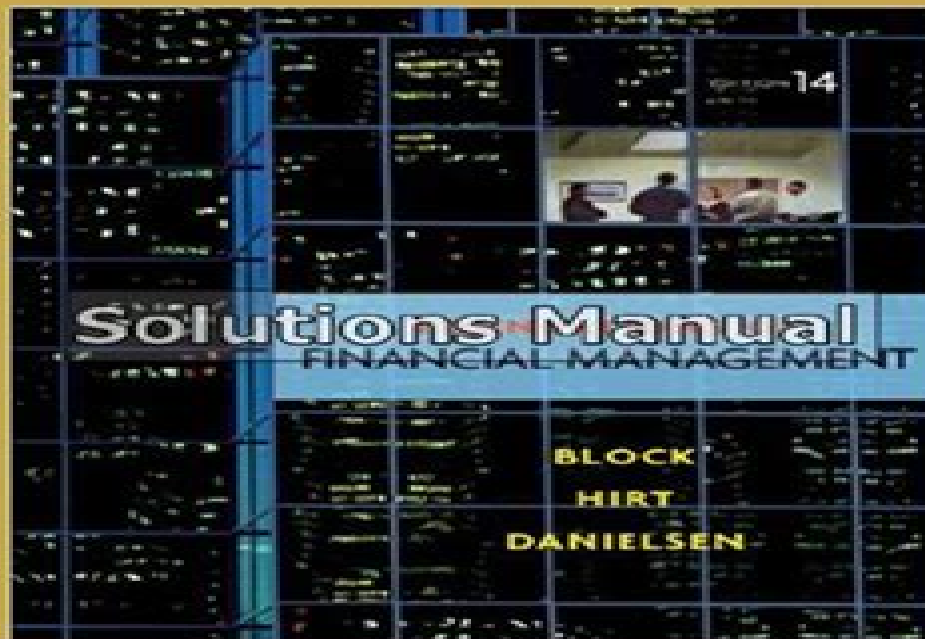 14
Solutions Manual
FINANCIAL MANAGEMENT
BLOCK
HIRT
DANIELSEN